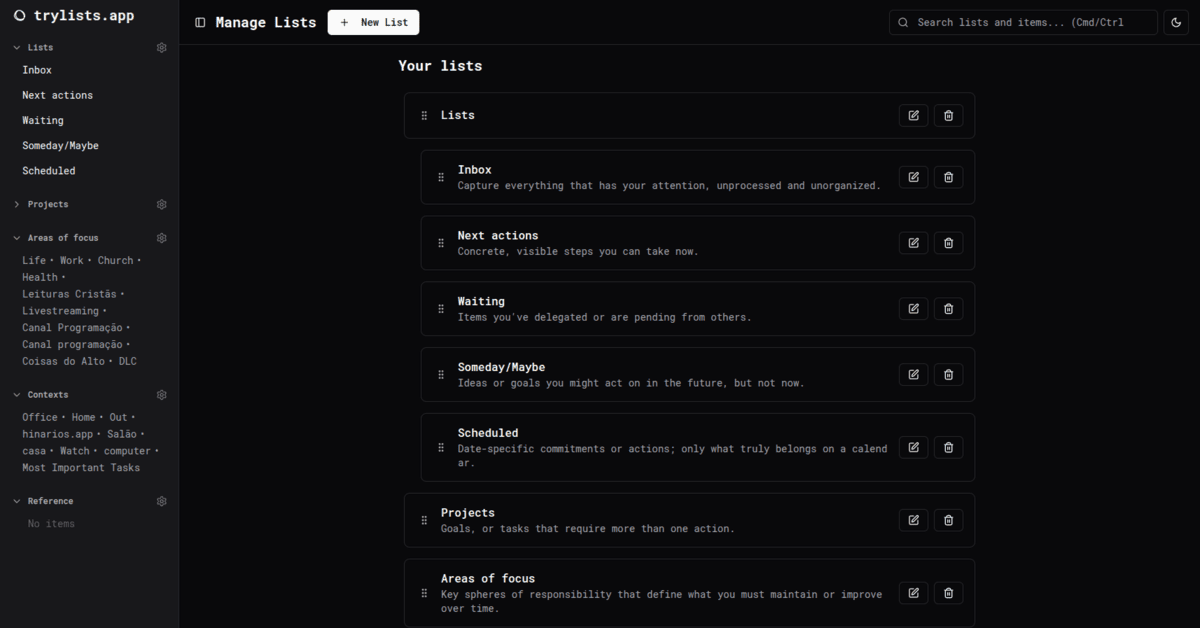 trylists.app
Lists
Inbox
Next actions
Waiting
Someday/Maybe
Scheduled
Projects
Areas of focus
Life • Work • Church •
Health •
Leituras Cristãs •
Livestreaming •
Canal Programação •
Canal programação •
Coisas do Alto • DLC
Contexts
Office • Home • Out •
hinarios.app • Salão •
casa • Watch • computer •
Most Important Tasks
Reference
No items
Manage Lists
+ New List
Search lists and items... (Cmd/Ctrl
Your lists
Lists
Inbox
Capture everything that has your attention, unprocessed and unorganized.
Next actions
Concrete, visible steps you can take now.
Waiting
Items you've delegated or are pending from others.
Someday/Maybe
Ideas or goals you might act on in the future, but not now.
Scheduled
Date-specific commitments or actions; only what truly belongs on a calend
ar.
Projects
Goals, or tasks that require more than one action.
Areas of focus
Key spheres of responsibility that define what you must maintain or improve
over time.